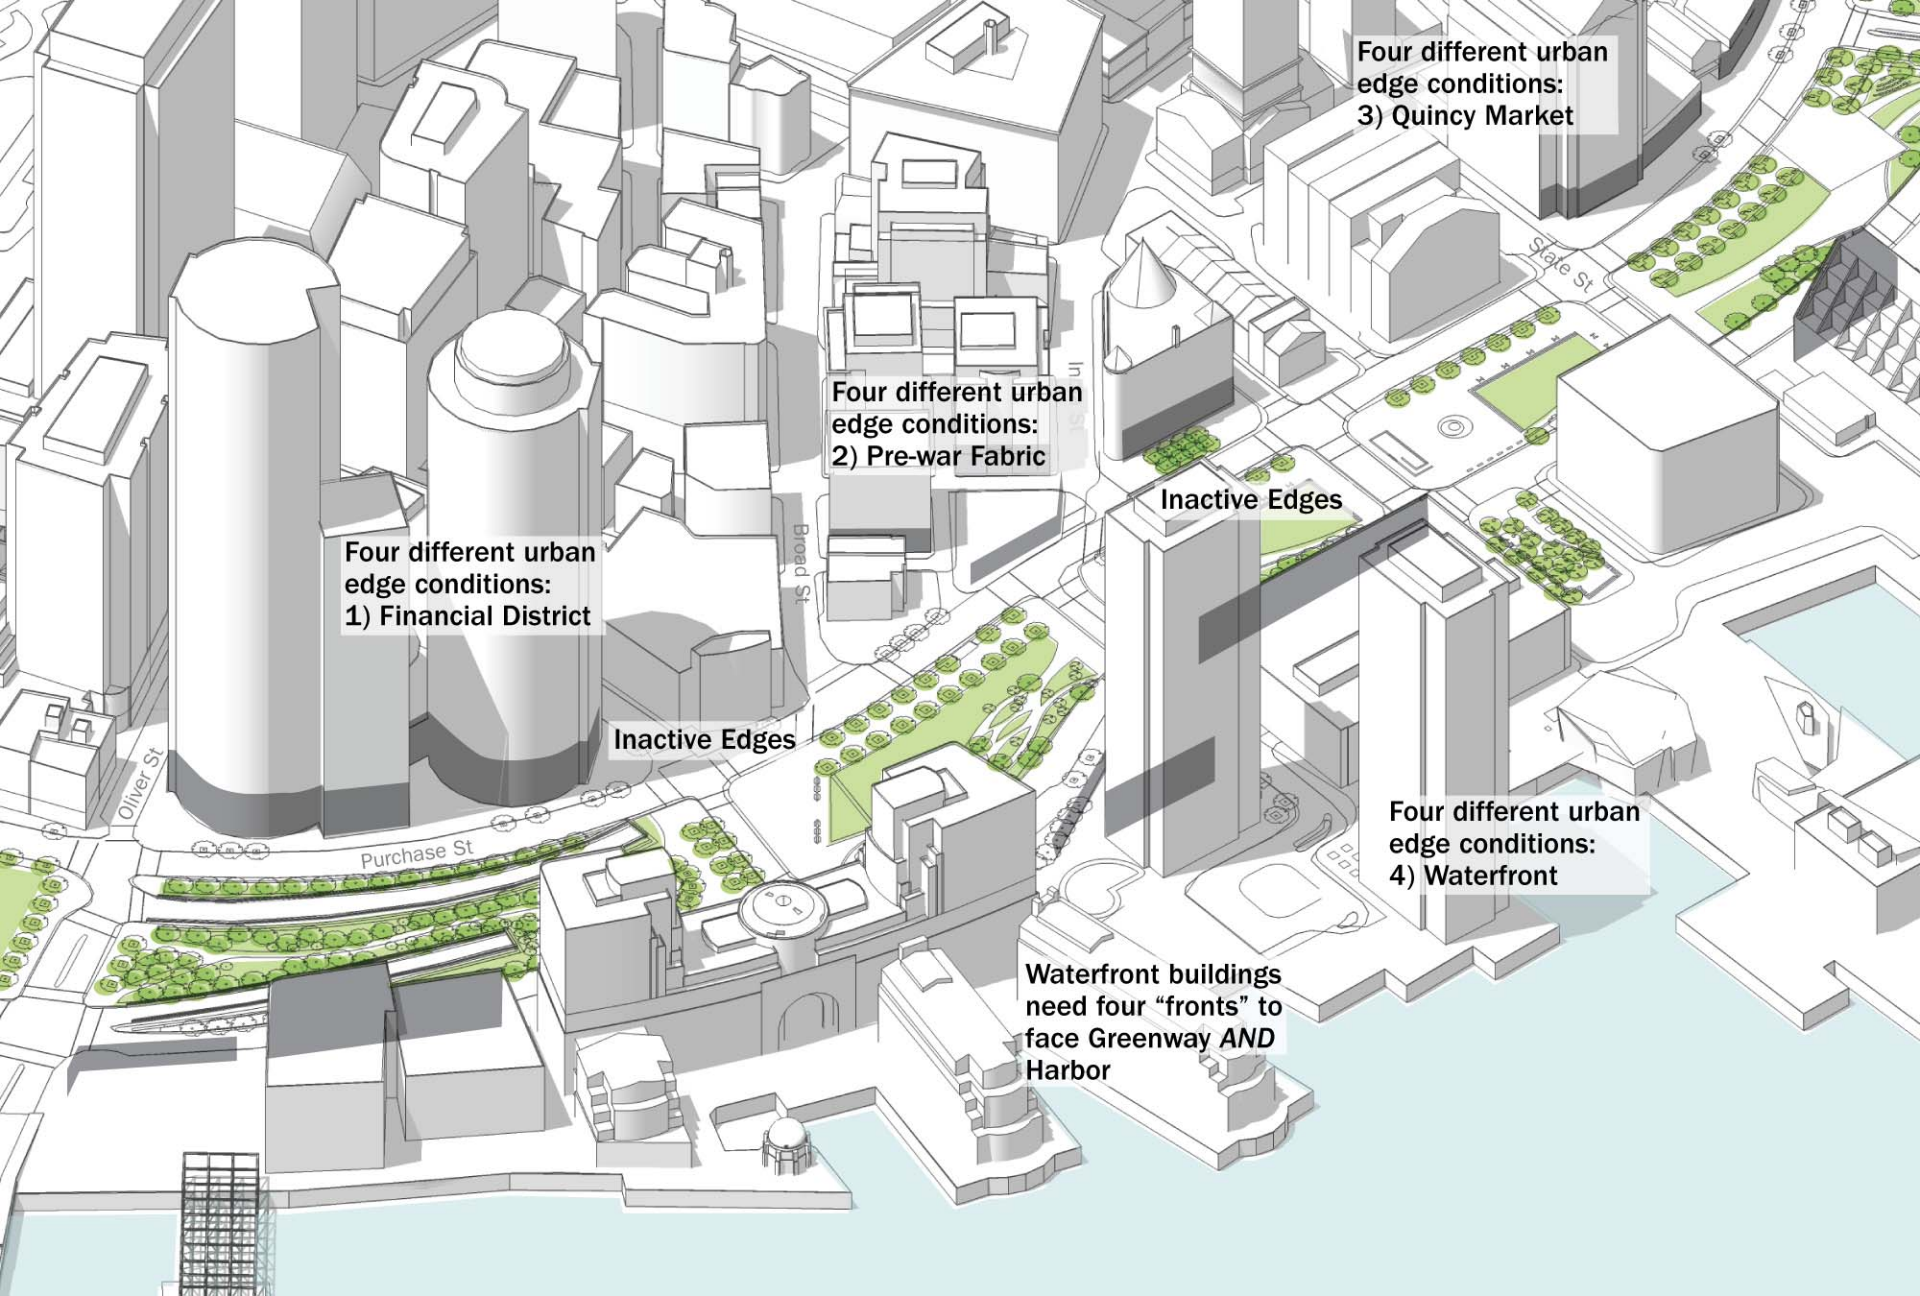 Four different urban
edge conditions:
3) Quincy Market
State St
Four different urban
edge conditions:
2) Pre-war Fabric
Inactive Edges
Broad St
Four different urban
edge conditions:
1) Financial District
Inactive Edges
Oliver St
Purchase St
Four different urban
edge conditions:
4) Waterfront
Waterfront buildings
need four “fronts” to
face Greenway AND
Harbor